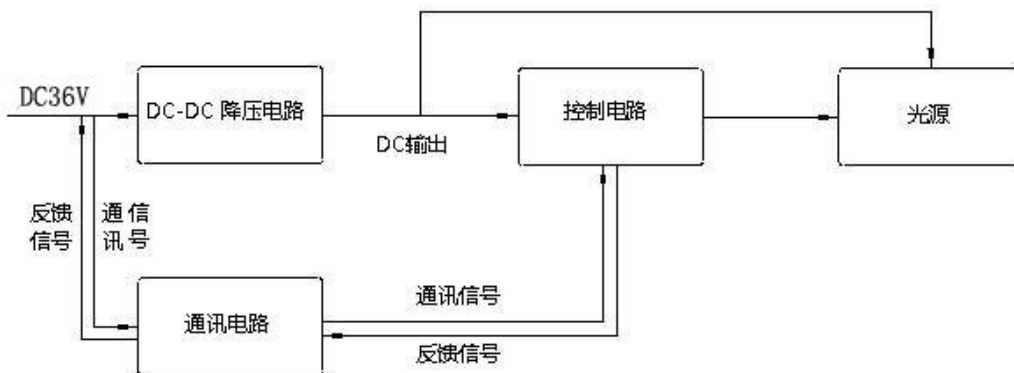 DC36V
DC-DC 降压电路
DC输出
控制电路
光源
反馈
信号
通信
讯号
通讯电路
通讯信号
反馈信号